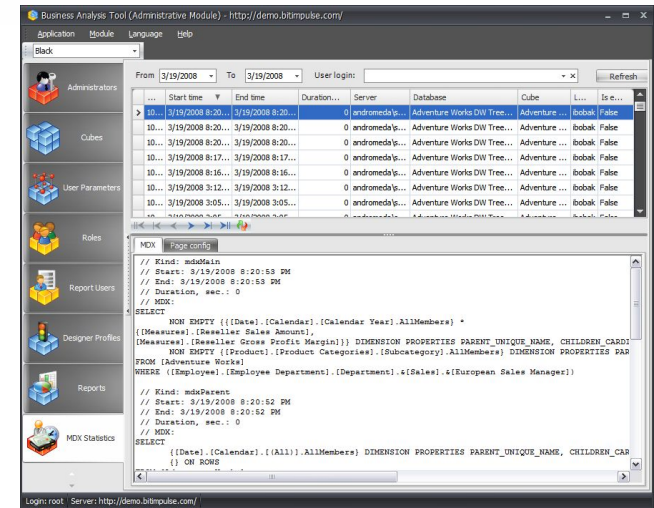 Business Analysis Tool (Administrative Module) - http://demo.bitimpulse.com/
Application Module Language Help
Black
Administrators
Cubes
User Parameters
Roles
Report Users
Designer Profiles
Reports
MDX Statistics
From 3/19/2008 To 3/19/2008 User login: Refresh
... Start time End time Duration... Server Database Cube L... Is e...
10... 3/19/2008 8:20... 3/19/2008 8:20... 0 andromeda\s... Adventure Works DW Tree... Adventure ... ibobak False
10... 3/19/2008 8:20... 3/19/2008 8:20... 0 andromeda\s... Adventure Works DW Tree... Adventure ... ibobak False
10... 3/19/2008 8:20... 3/19/2008 8:20... 0 andromeda\s... Adventure Works DW Tree... Adventure ... ibobak False
10... 3/19/2008 8:17... 3/19/2008 8:17... 0 andromeda\s... Adventure Works DW Tree... Adventure ... ibobak False
10... 3/19/2008 8:16... 3/19/2008 8:16... 0 andromeda\s... Adventure Works DW Tree... Adventure ... ibobak False
10... 3/19/2008 3:12... 3/19/2008 3:12... 0 andromeda\s... Adventure Works DW Tree... Adventure ... ibobak False
10... 3/19/2008 3:05... 3/19/2008 3:05... 0 andromeda\s... Adventure Works DW Tree... Adventure ... ibobak False
MDX Page config
// Kind: mdxMain
// Start: 3/19/2008 8:20:53 PM
// End: 3/19/2008 8:20:53 PM
// Duration, sec.: 0
// MDX:
SELECT
NON EMPTY {{[Date].[Calendar].[Calendar Year].AllMembers} *
{[Measures].[Reseller Sales Amount],
[Measures].[Reseller Gross Profit Margin]}} DIMENSION PROPERTIES PARENT_UNIQUE_NAME, CHILDREN_CARDI
NON EMPTY {[Product].[Product Categories].[Subcategory].AllMembers} DIMENSION PROPERTIES PAR
FROM [Adventure Works]
WHERE ([Employee].[Employee Department].[Department].&[Sales].&[European Sales Manager])
// Kind: mdxParent
// Start: 3/19/2008 8:20:52 PM
// End: 3/19/2008 8:20:52 PM
// Duration, sec.: 0
// MDX:
SELECT
{[Date].[Calendar].[(All)].AllMembers} DIMENSION PROPERTIES PARENT_UNIQUE_NAME, CHILDREN_CAR
{} ON ROWS
Login: root Server: http://demo.bitimpulse.com/